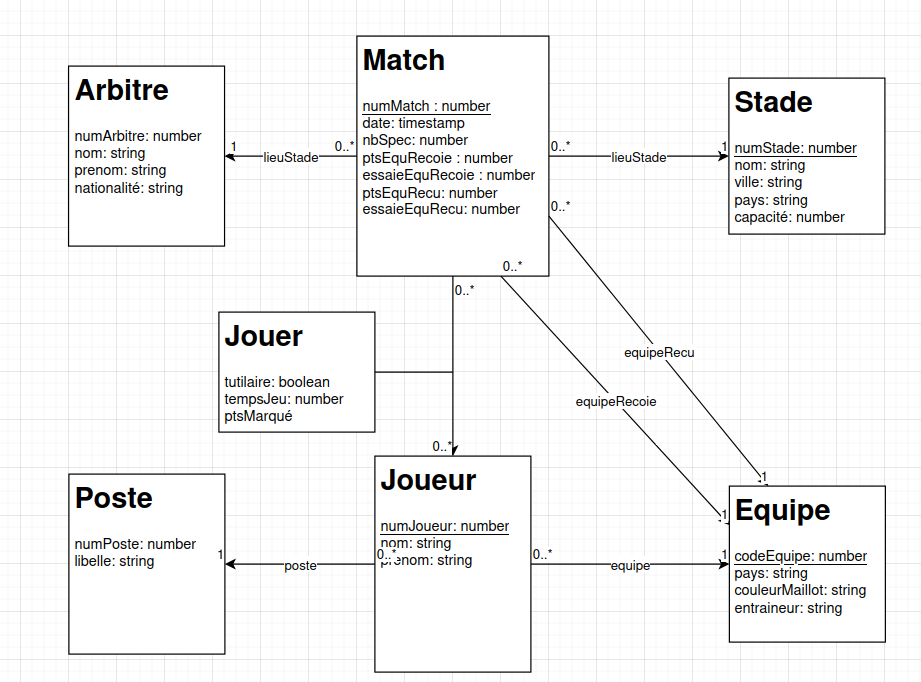 Arbitre
numArbitre: number
nom: string
prenom: string
nationalité: string
1
lieuStade
0..*
Match
numMatch : number
date: timestamp
nbSpec: number
ptsEquRecoie : number
essaieEquRecoie : number
ptsEquRecu: number
essaieEquRecu: number
0..*
lieuStade
1
Stade
numStade: number
nom: string
ville: string
pays: string
capacité: number
0..*
0..*
0..*
equipeRecu
equipeRecoie
Jouer
tutilaire: boolean
tempsJeu: number
ptsMarqué
0..*
1
1
Poste
numPoste: number
libelle: string
1
poste
0..*
Joueur
numJoueur: number
nom: string
prenom: string
0..*
equipe
1
Equipe
codeEquipe: number
pays: string
couleurMaillot: string
entraineur: string